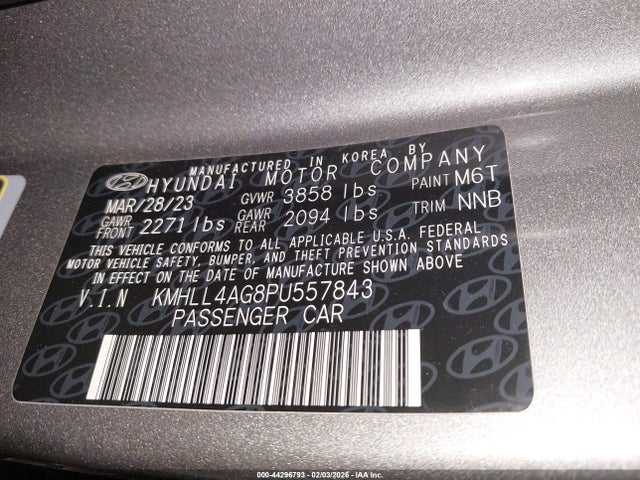 MANUFACTURED IN KOREA BY
HYUNDAI MOTOR COMPANY
MAR/28/23 GVWR 3858 lbs PAINT M6T
GAWR FRONT 2271 lbs GAWR REAR 2094 lbs TRIM NNB
THIS VEHICLE CONFORMS TO ALL APPLICABLE U.S.A. FEDERAL
MOTOR VEHICLE SAFETY, BUMPER, AND THEFT PREVENTION STANDARDS
IN EFFECT ON THE DATE OF MANUFACTURE SHOWN ABOVE
V.I.N KMHLL4AG8PU557843
PASSENGER CAR
000-44296793 - 02/03/2026 - IAA Inc.